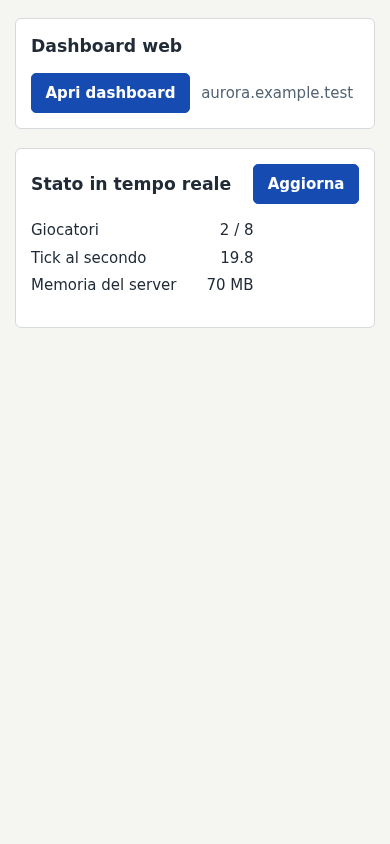 Dashboard web
Apri dashboard aurora.example.test
Stato in tempo reale Aggiorna
Giocatori 2 / 8
Tick al secondo 19.8
Memoria del server 70 MB